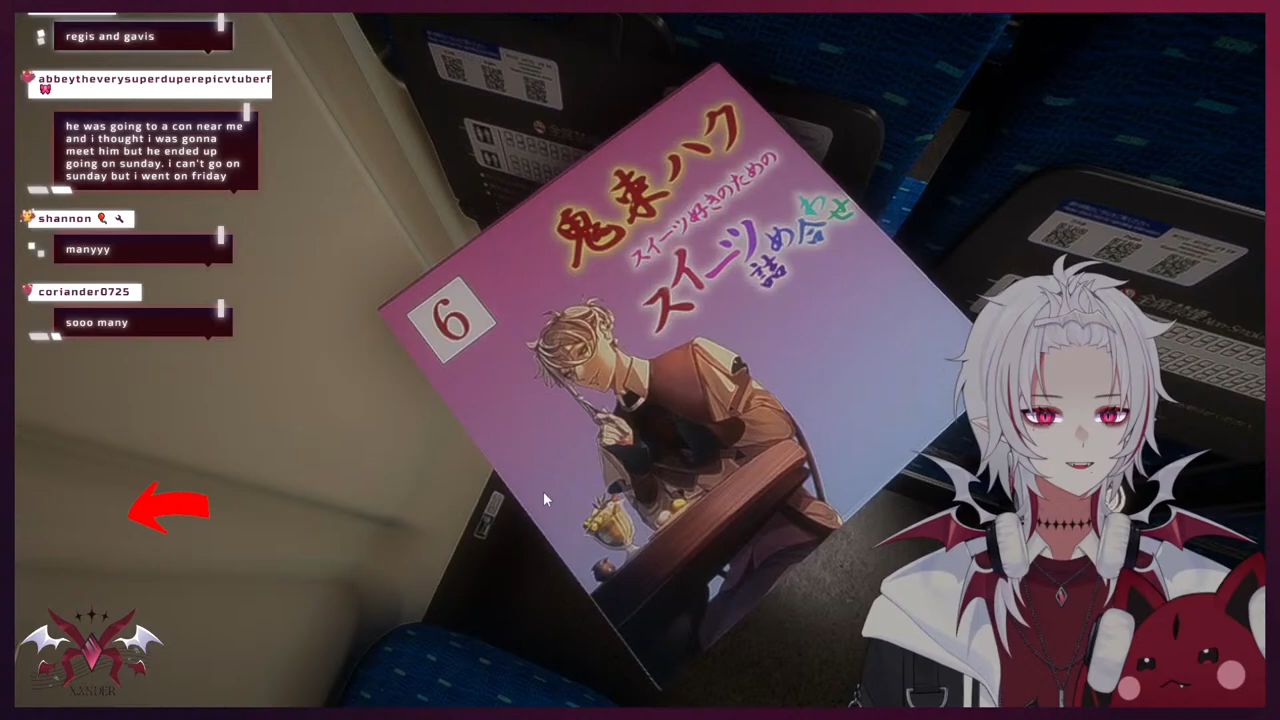 regis and gavis
abbeytheverysuperduperepicvtuberf
he was going to a con near me
and i thought i was gonna
meet him but he ended up
going on sunday. i can't go on
sunday but i went on friday
shannon
manyyy
coriander0725
sooo many
鬼束ハク
スイーツ好きのための
スイーツ詰め合わせ
6
XANDER